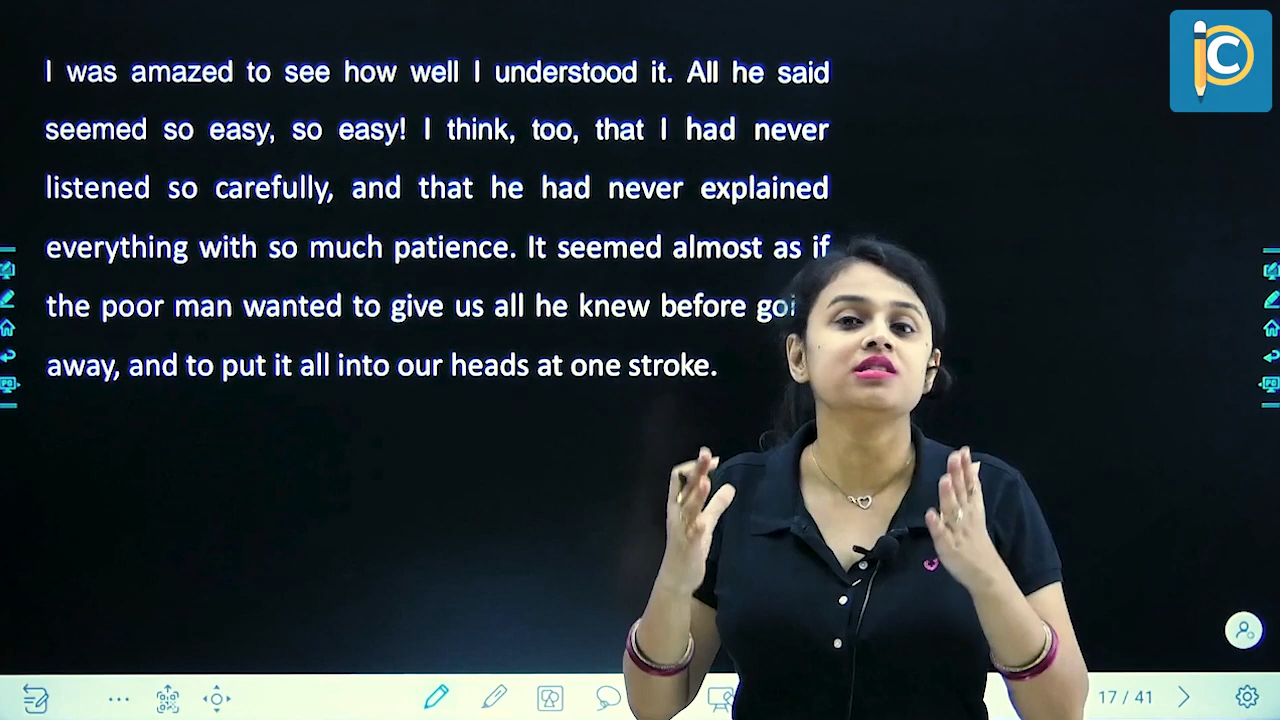 I was amazed to see how well I understood it. All he said
seemed so easy, so easy! I think, too, that I had never
listened so carefully, and that he had never explained
everything with so much patience. It seemed almost as if
the poor man wanted to give us all he knew before
away, and to put it all into our heads at one stroke.
17 / 41